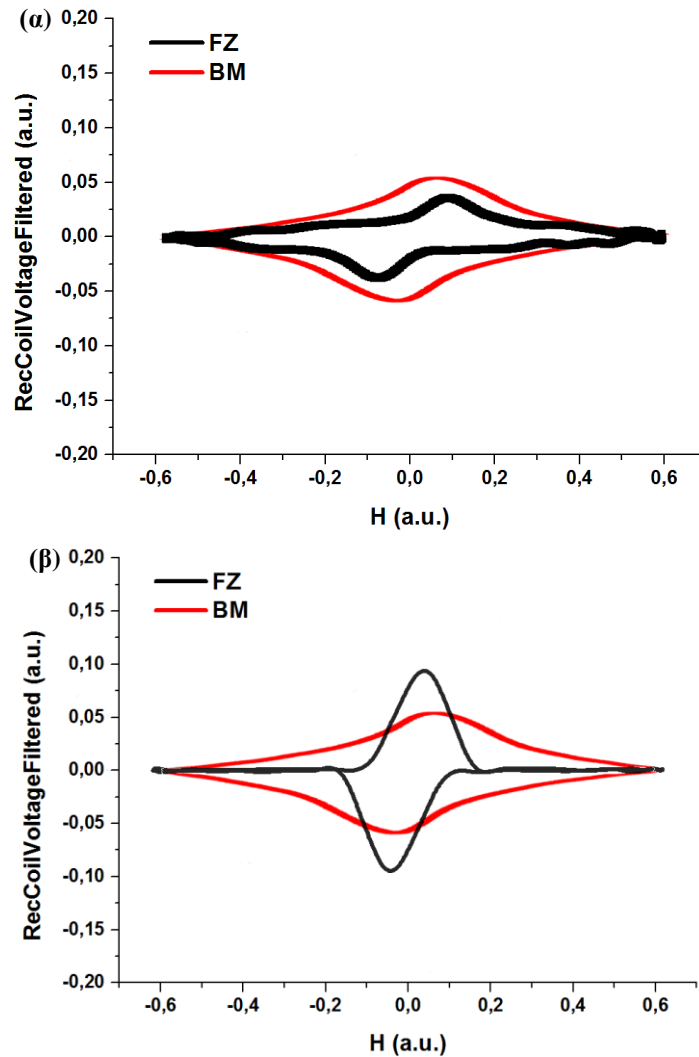 (α)
0,20
0,15
0,10
0,05
0,00
-0,05
-0,10
-0,15
-0,20
RecCoilVoltageFiltered (a.u.)
FZ
BM
-0,6 -0,4 -0,2 0,0 0,2 0,4 0,6
H (a.u.)
(β)
0,20
0,15
0,10
0,05
0,00
-0,05
-0,10
-0,15
-0,20
RecCoilVoltageFiltered (a.u.)
FZ
BM
-0,6 -0,4 -0,2 0,0 0,2 0,4 0,6
H (a.u.)